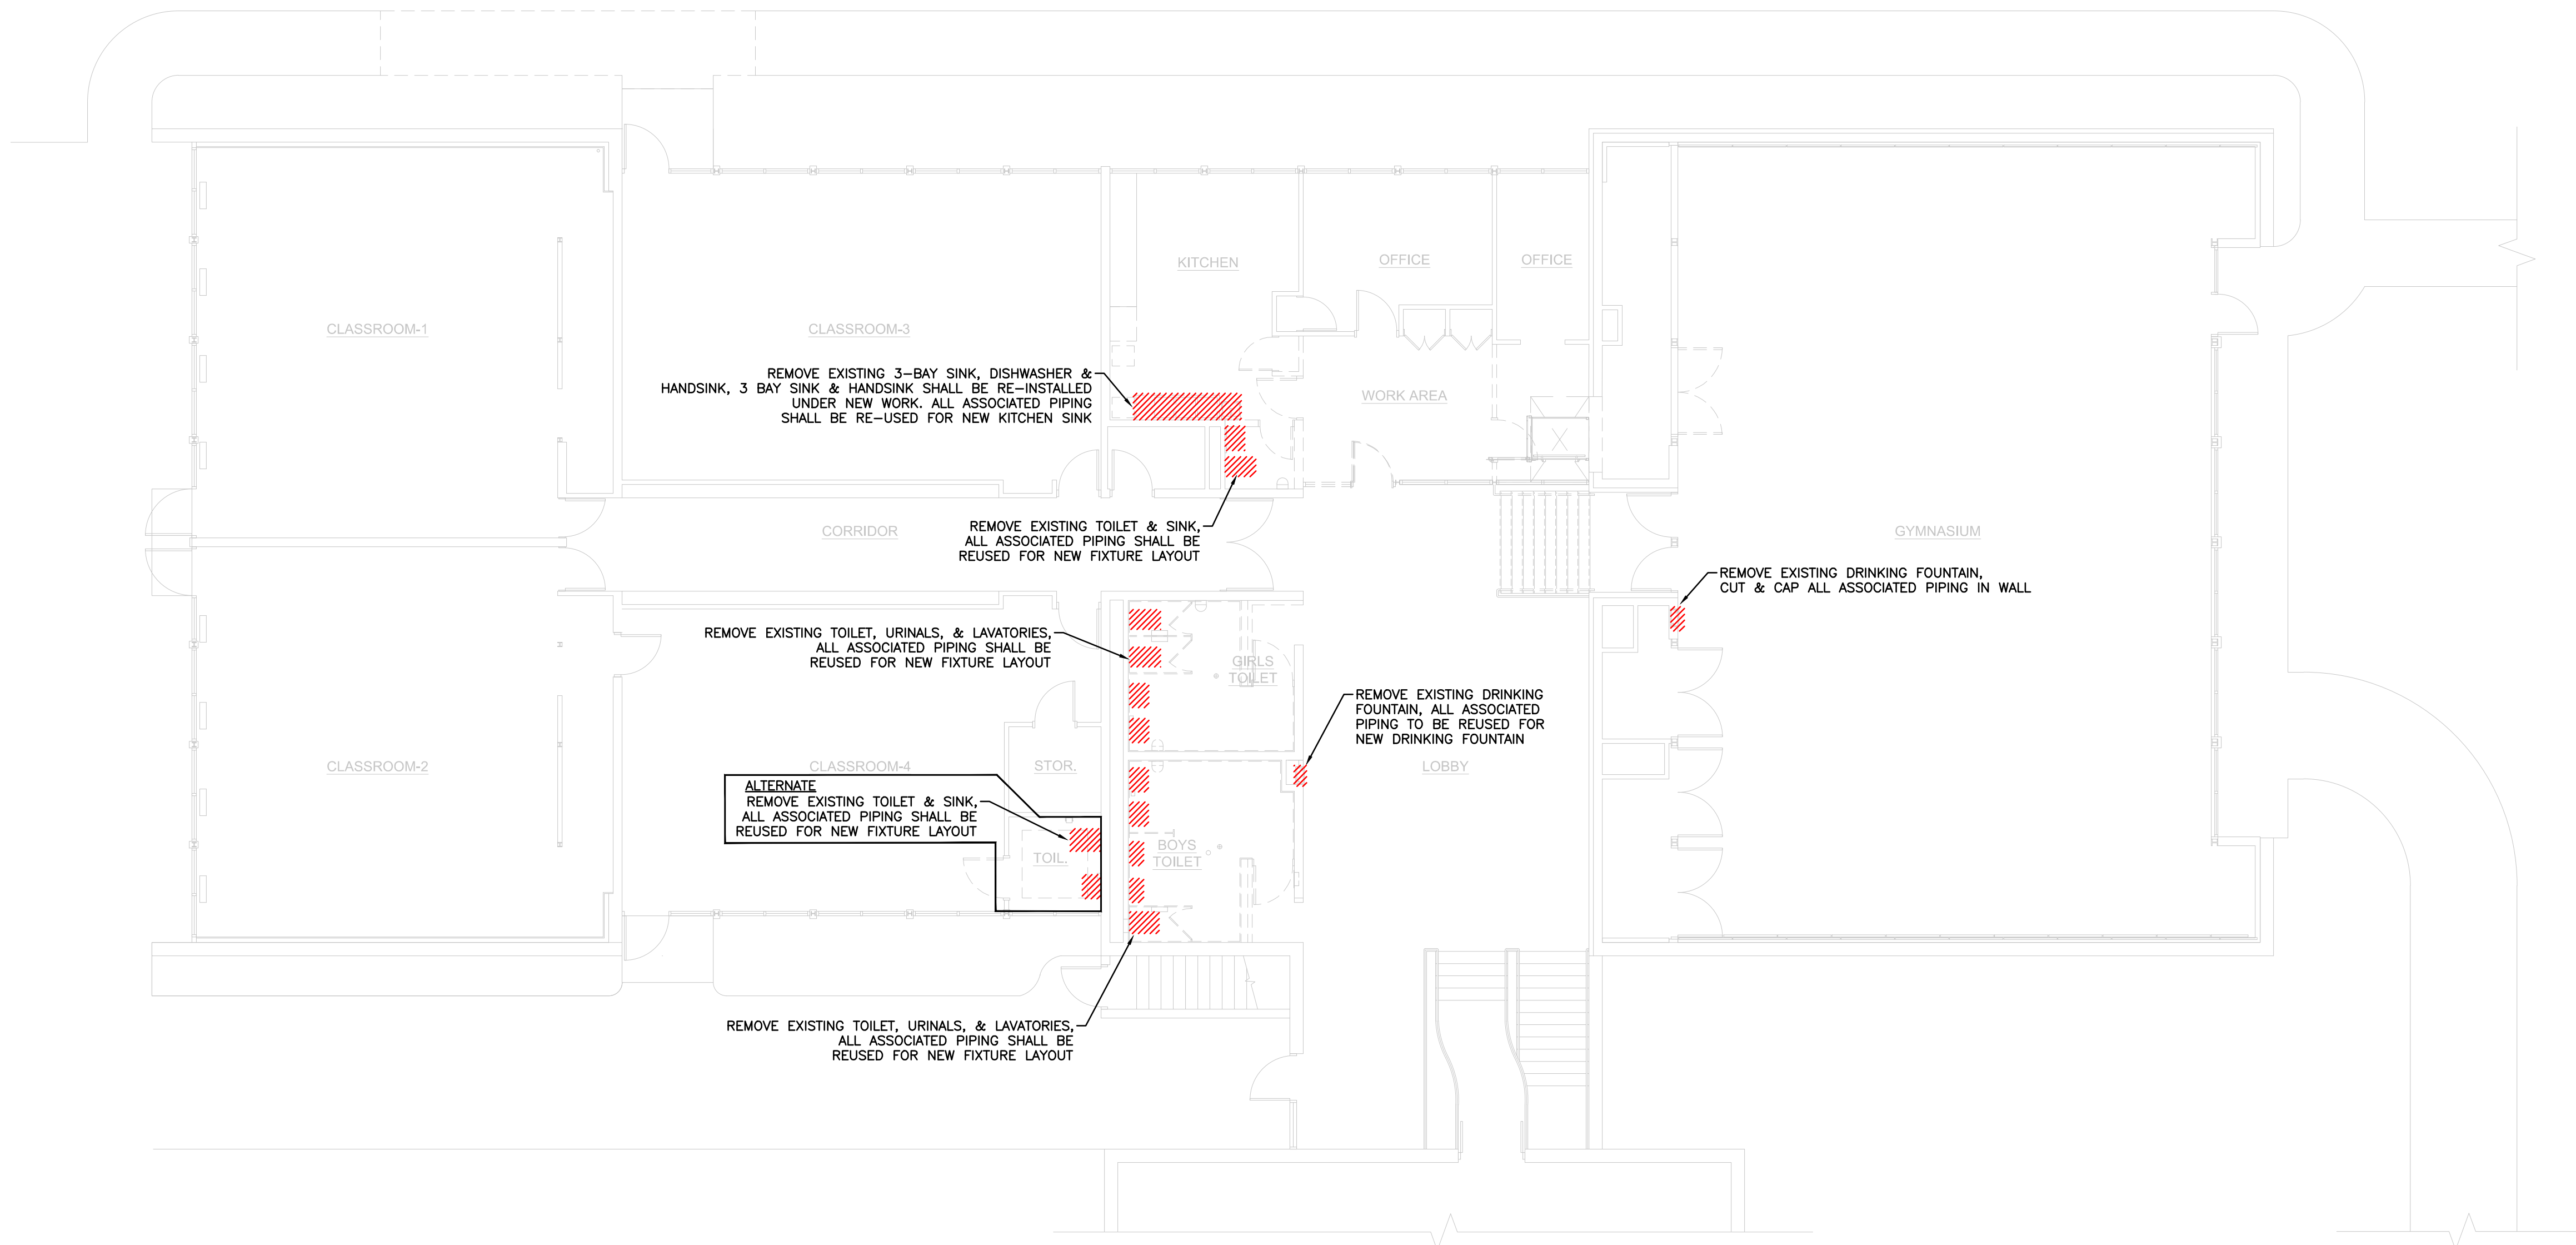 KITCHEN
OFFICE
OFFICE
CLASSROOM-1
CLASSROOM-3
REMOVE EXISTING 3-BAY SINK, DISHWASHER &
HANDSINK, 3 BAY SINK & HANDSINK SHALL BE RE-INSTALLED
UNDER NEW WORK. ALL ASSOCIATED PIPING
SHALL BE RE-USED FOR NEW KITCHEN SINK
WORK AREA
CORRIDOR
REMOVE EXISTING TOILET & SINK,
ALL ASSOCIATED PIPING SHALL BE
REUSED FOR NEW FIXTURE LAYOUT
GYMNASIUM
REMOVE EXISTING DRINKING FOUNTAIN,
CUT & CAP ALL ASSOCIATED PIPING IN WALL
REMOVE EXISTING TOILET, URINALS, & LAVATORIES,
ALL ASSOCIATED PIPING SHALL BE
REUSED FOR NEW FIXTURE LAYOUT
GIRLS
TOILET
REMOVE EXISTING DRINKING
FOUNTAIN, ALL ASSOCIATED
PIPING TO BE REUSED FOR
NEW DRINKING FOUNTAIN
CLASSROOM-2
CLASSROOM-4
STOR.
LOBBY
ALTERNATE
REMOVE EXISTING TOILET & SINK,
ALL ASSOCIATED PIPING SHALL BE
REUSED FOR NEW FIXTURE LAYOUT
TOIL.
BOYS
TOILET
REMOVE EXISTING TOILET, URINALS, & LAVATORIES,
ALL ASSOCIATED PIPING SHALL BE
REUSED FOR NEW FIXTURE LAYOUT